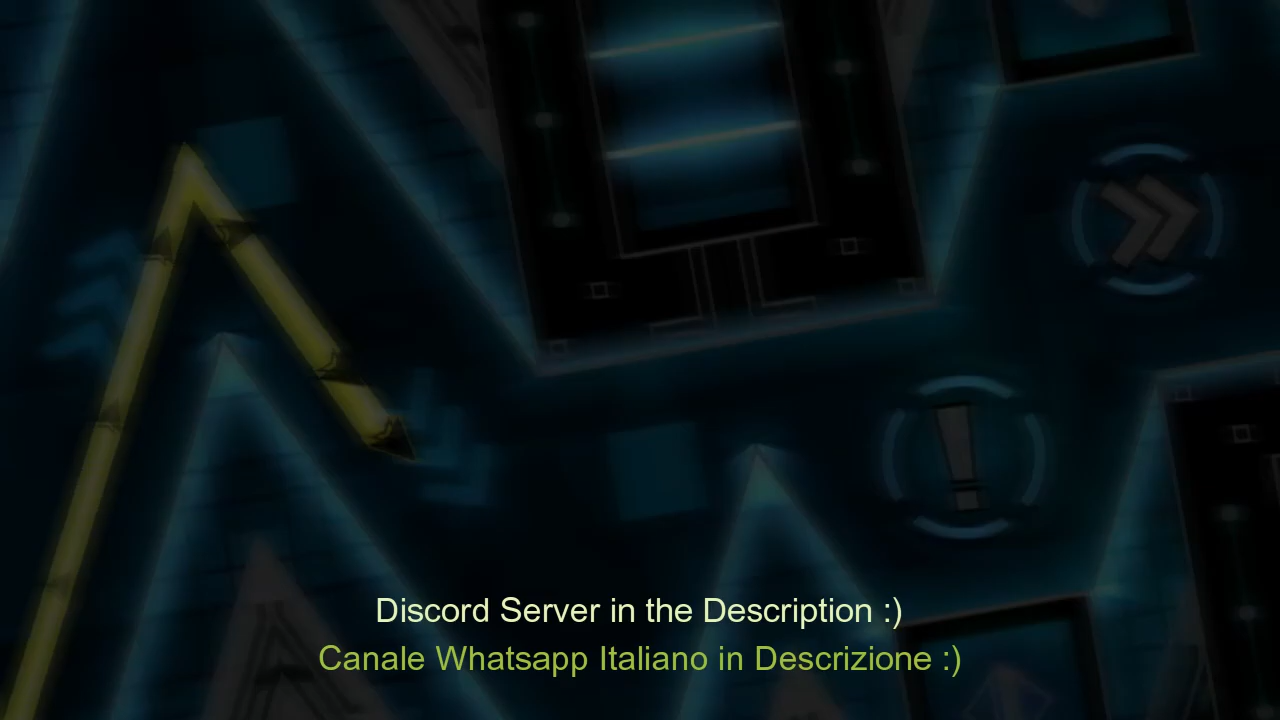 Discord Server in the Description :)
Canale Whatsapp Italiano in Descrizione :)